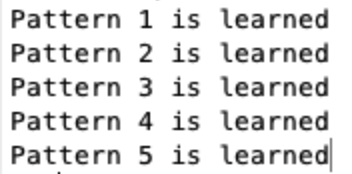 Pattern 1 is learned
Pattern 2 is learned
Pattern 3 is learned
Pattern 4 is learned
Pattern 5 is learned